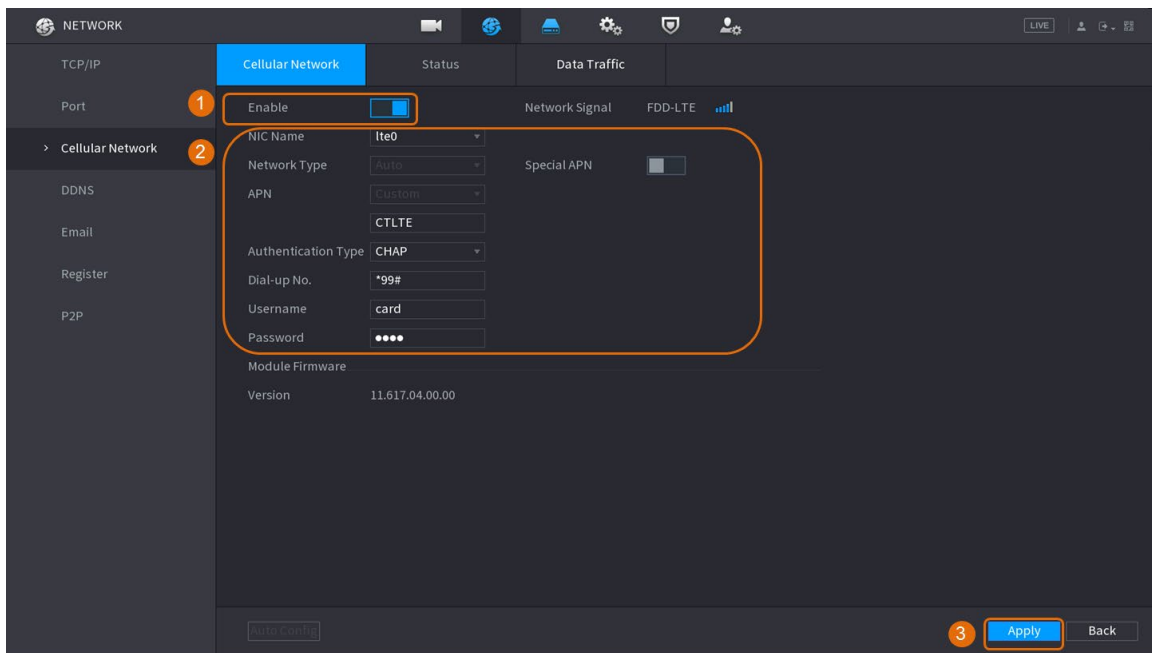 NETWORK LIVE
TCP/IP
Port
Cellular Network
DDNS
Email
Register
P2P
Cellular Network Status Data Traffic
1 Enable Network Signal FDD-LTE
2
NIC Name lte0
Network Type Auto Special APN
APN Custom
CTLTE
Authentication Type CHAP
Dial-up No. *99#
Username card
Password ●●●●
Module Firmware
Version 11.617.04.00.00
Auto Config 3 Apply Back